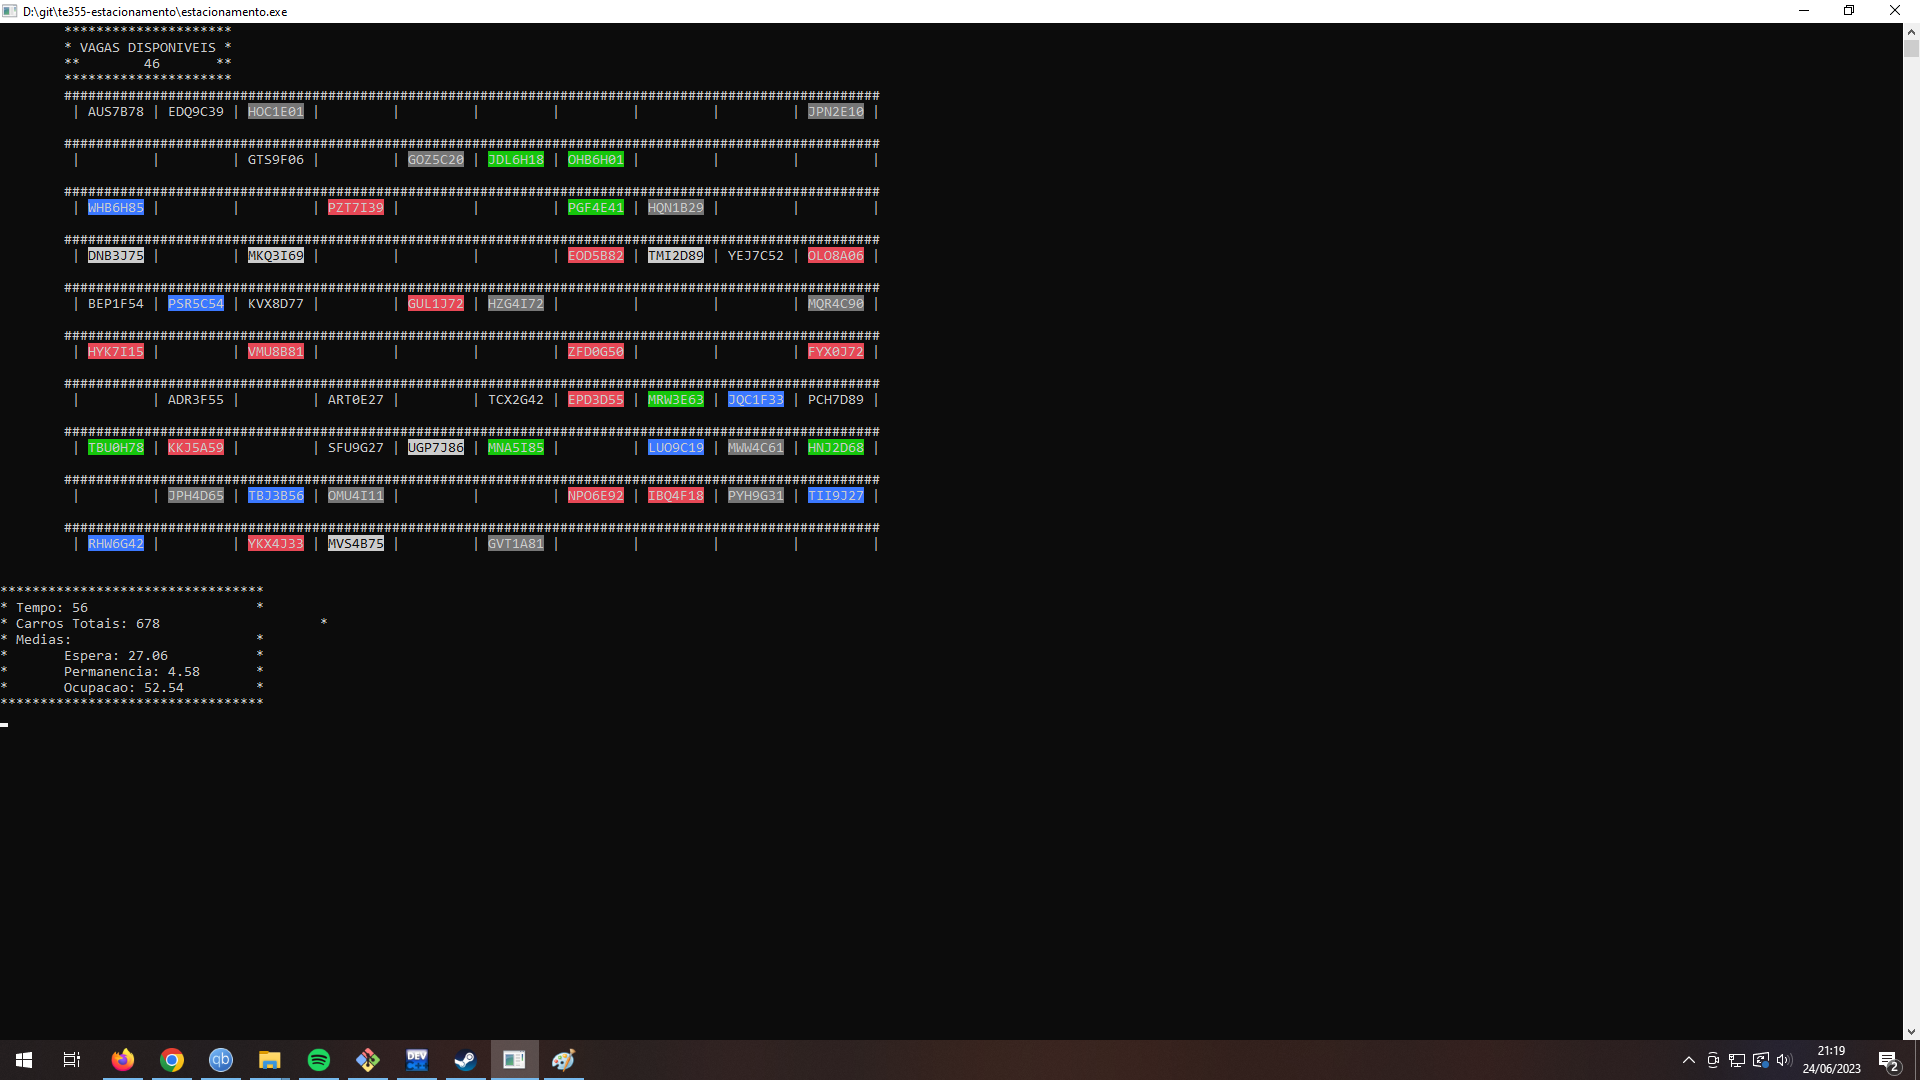 D:\git\te355-estacionamento\estacionamento.exe
*********************
* VAGAS DISPONIVEIS *
** 46 **
*********************
######################################################################################################
| AUS7B78 | EDQ9C39 | HOC1E01 | | | | | | | JPN2E10 |
######################################################################################################
| | | GTS9F06 | | GOZ5C20 | JDL6H18 | OHB6H01 | | | |
######################################################################################################
| WHB6H85 | | | PZT7I39 | | | PGF4E41 | HQN1B29 | | |
######################################################################################################
| DNB3J75 | | MKQ3I69 | | | | EOD5B82 | TMI2D89 | YEJ7C52 | OLO8A06 |
######################################################################################################
| BEP1F54 | PSR5C54 | KVX8D77 | | GUL1J72 | HZG4I72 | | | | MQR4C90 |
######################################################################################################
| HYK7I15 | | VMU8B81 | | | | ZFD0G50 | | | FYX0J72 |
######################################################################################################
| | ADR3F55 | | ART0E27 | | TCX2G42 | EPD3D55 | MRW3E63 | JQC1F33 | PCH7D89 |
######################################################################################################
| TBU0H78 | KKJ5A59 | | SFU9G27 | UGP7J86 | MNA5I85 | | LUO9C19 | MWW4C61 | HNJ2D68 |
######################################################################################################
| | JPH4D65 | TBJ3B56 | OMU4I11 | | | NPO6E92 | IBQ4F18 | PYH9G31 | TII9J27 |
######################################################################################################
| RHW6G42 | | YKX4J33 | MVS4B75 | | GVT1A81 | | | | |
*********************************
* Tempo: 56 *
* Carros Totais: 678 *
* Medias: *
* Espera: 27.06 *
* Permanencia: 4.58 *
* Ocupacao: 52.54 *
*********************************
qb
DEV
C++
21:19
24/06/2023
2